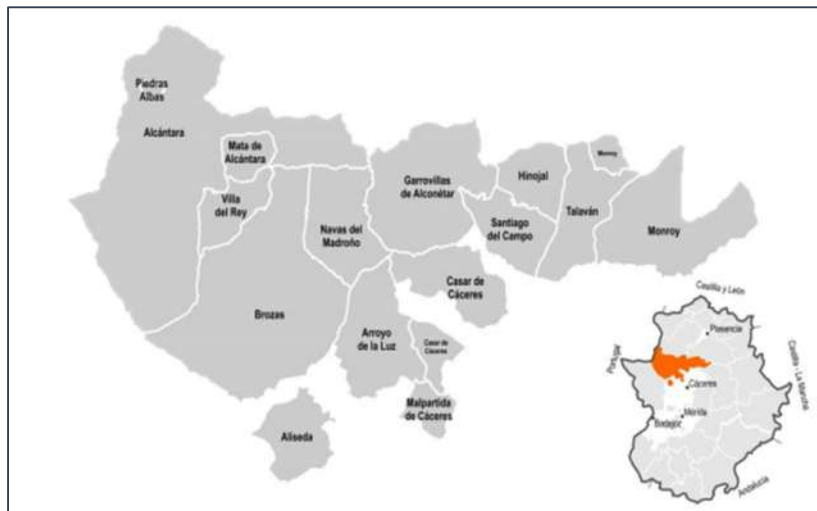 Piedras
Albas
Alcántara
Mata de
Alcántara
Villa
del Rey
Brozas
Navas del
Madroño
Garrovillas
de Alconétar
Hinojal
Santiago
del Campo
Talaván
Monroy
Monroy
Casar de
Cáceres
Arroyo
de la Luz
Casar de
Cáceres
Malpartida
de Cáceres
Aliseda
Castilla y León
Plasencia
Portugal
Castilla - La Mancha
Cáceres
Mérida
Badajoz
Andalucía